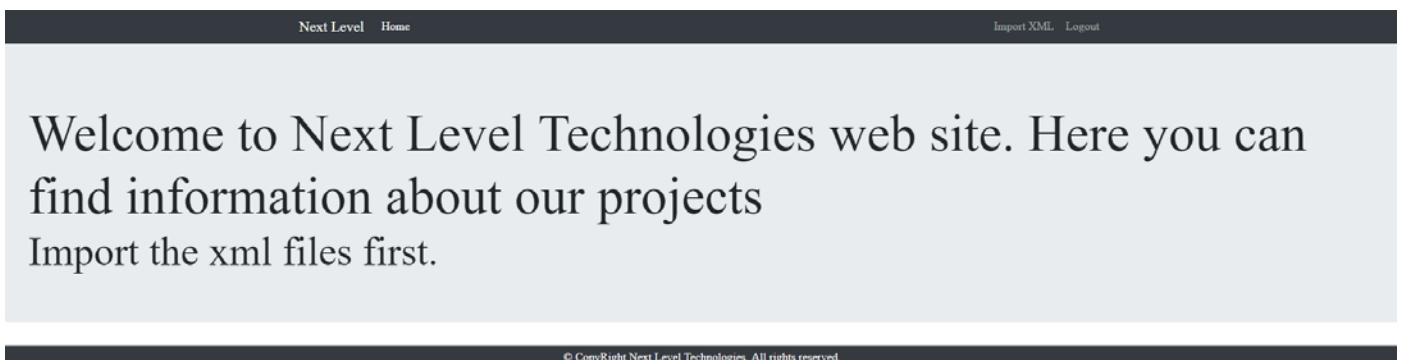 Next Level Home Import XML Logout
Welcome to Next Level Technologies web site. Here you can
find information about our projects
Import the xml files first.
© CopyRight Next Level Technologies. All rights reserved